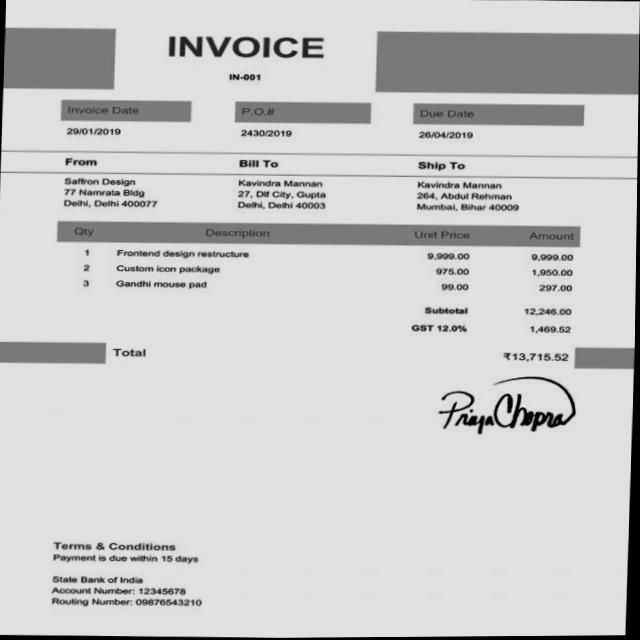 INVOICE
IN-001
Invoice Date P.O.# Due Date
29/01/2019 2430/2019 26/04/2019
From Bill To Ship To
Saffron Design Kavindra Mannan Kavindra Mannan
77 Namrata Bldg 27, Dlf City, Gupta 264, Abdul Rehman
Delhi, Delhi 400077 Delhi, Delhi 40003 Mumbai, Bihar 40009
Qty Description Unit Price Amount
1 Frontend design restructure 9,999.00 9,999.00
2 Custom icon package 975.00 1,950.00
3 Gandhi mouse pad 99.00 297.00
Subtotal 12,246.00
GST 12.0% 1,469.52
Total ₹13,715.52
Priya Chopra
Terms & Conditions
Payment is due within 15 days
State Bank of India
Account Number: 12345678
Routing Number: 09876543210